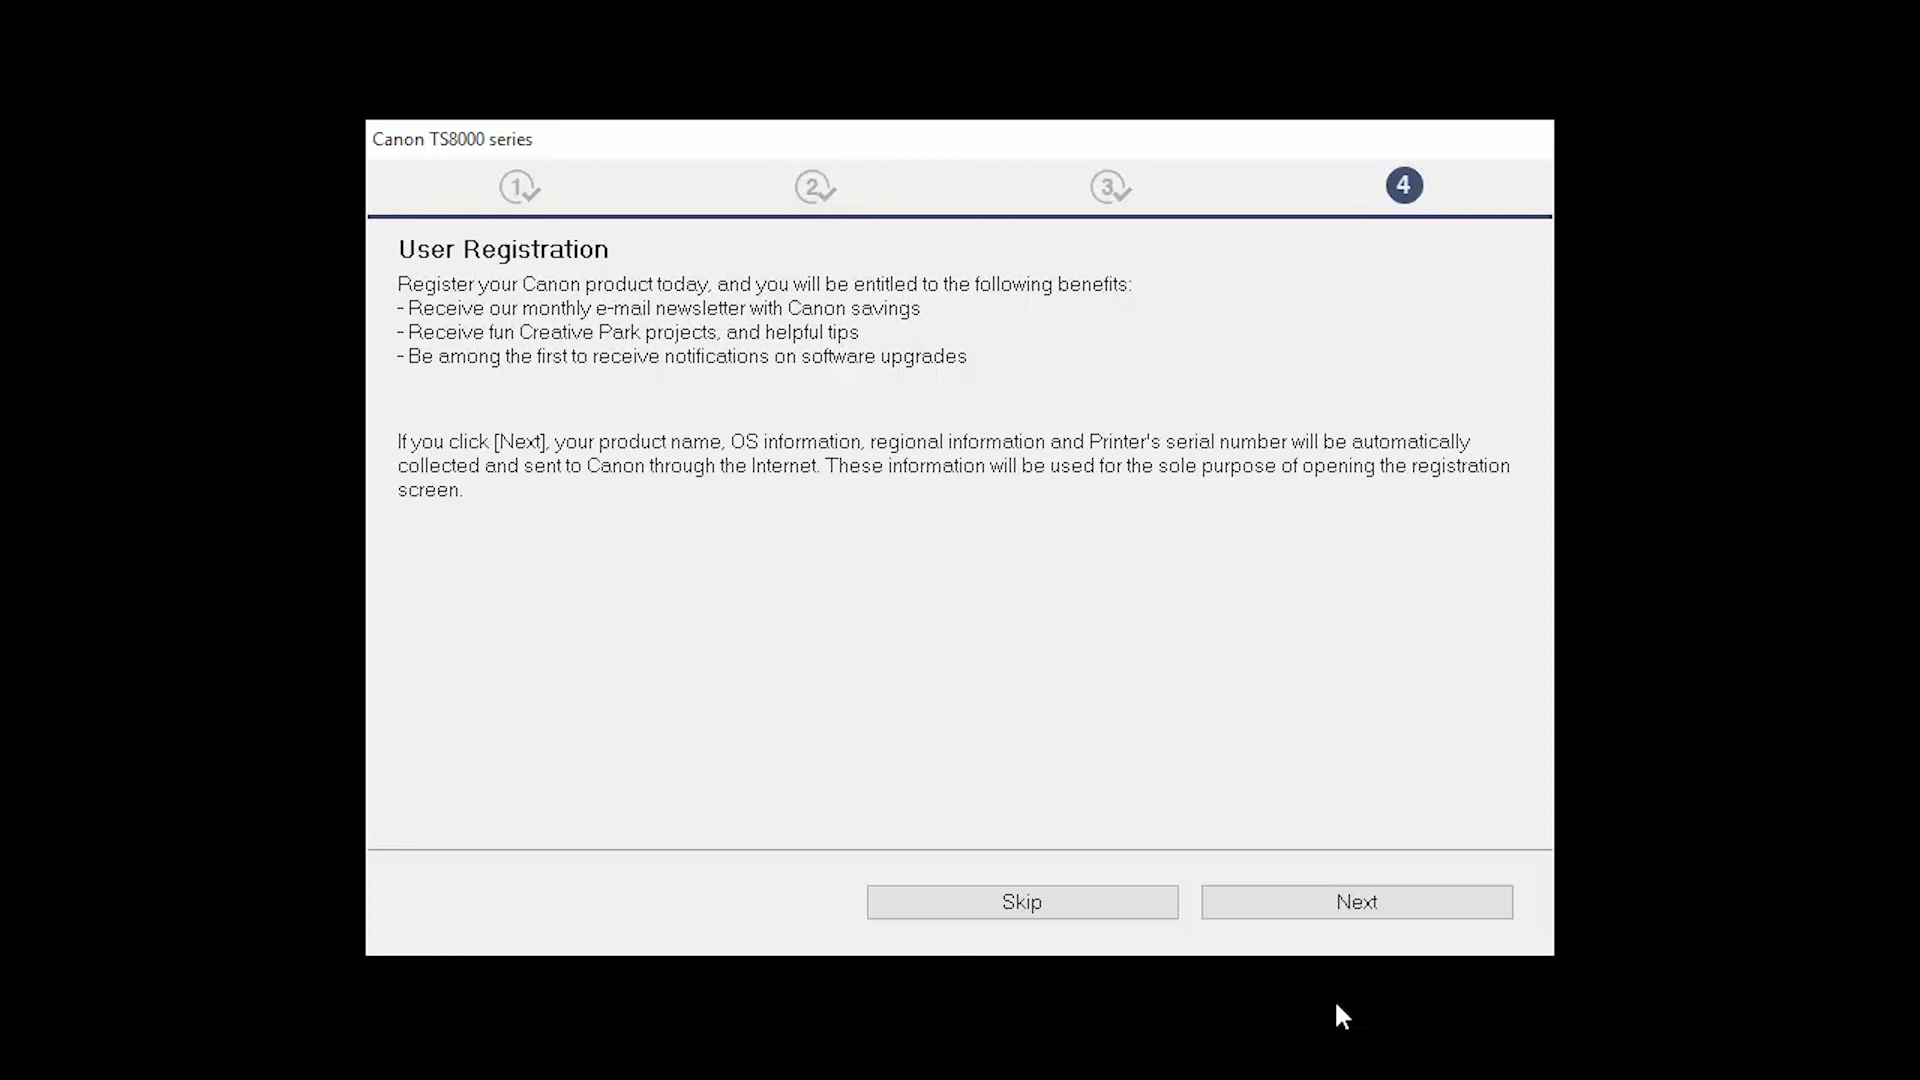 Canon TS8000 series
1 2 3 4
User Registration
Register your Canon product today, and you will be entitled to the following benefits:
- Receive our monthly e-mail newsletter with Canon savings
- Receive fun Creative Park projects, and helpful tips
- Be among the first to receive notifications on software upgrades
If you click [Next], your product name, OS information, regional information and Printer's serial number will be automatically
collected and sent to Canon through the Internet. These information will be used for the sole purpose of opening the registration
screen.
Skip Next